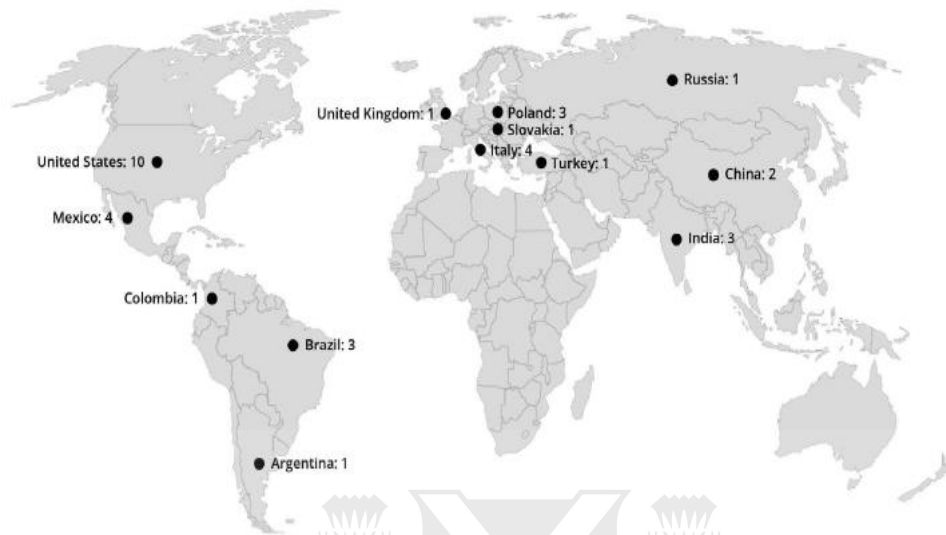 Russia: 1
United Kingdom: 1
Poland: 3
Slovakia: 1
Italy: 4
Turkey: 1
United States: 10
China: 2
Mexico: 4
India: 3
Colombia: 1
Brazil: 3
Argentina: 1